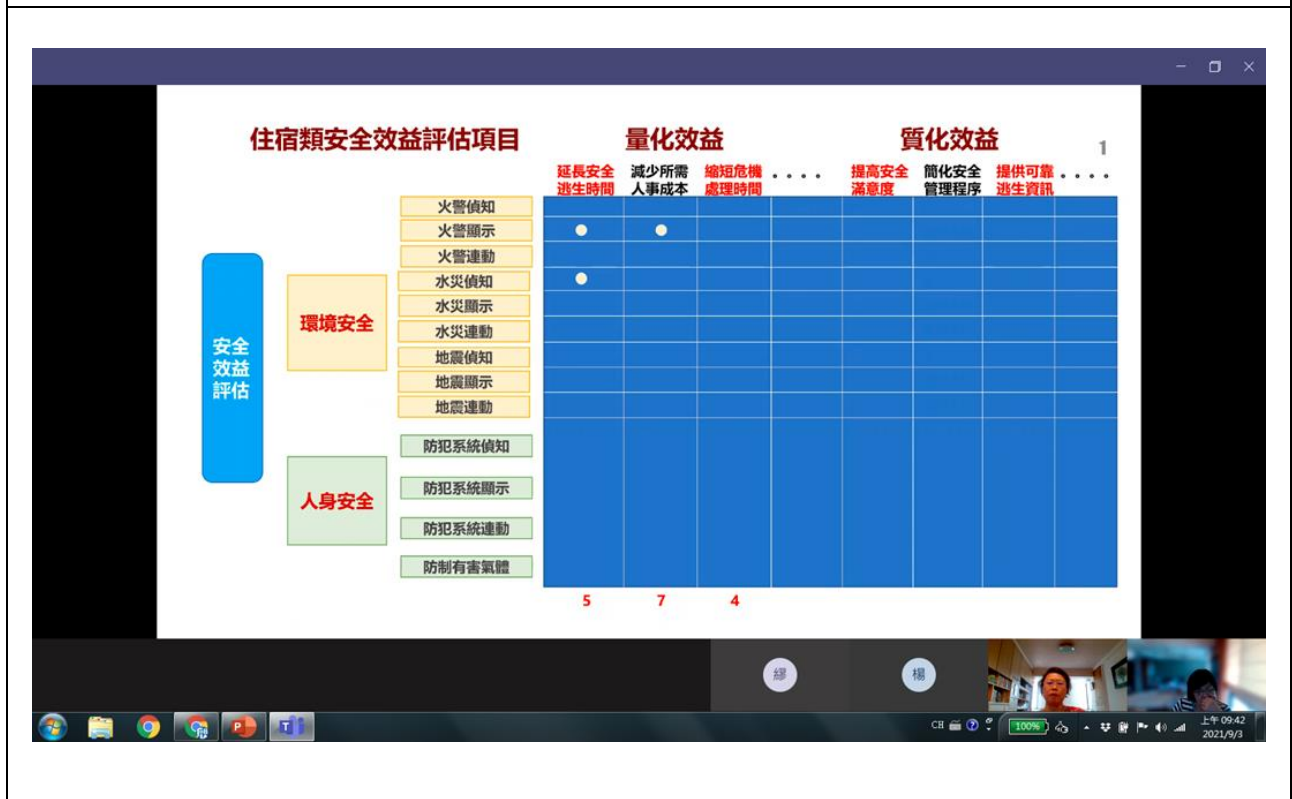 住宿類安全效益評估項目
量化效益
質化效益
1
延長安全
逃生時間
減少所需
人事成本
縮短危機
處理時間
。。。。
提高安全
滿意度
簡化安全
管理程序
提供可靠
逃生資訊
。。。。
安全
效益
評估
環境安全
火警偵知
火警顯示
火警連動
水災偵知
水災顯示
水災連動
地震偵知
地震顯示
地震連動
人身安全
防犯系統偵知
防犯系統顯示
防犯系統連動
防制有害氣體
5 7 4
繆
楊
CH
100%
上午 09:42
2021/9/3